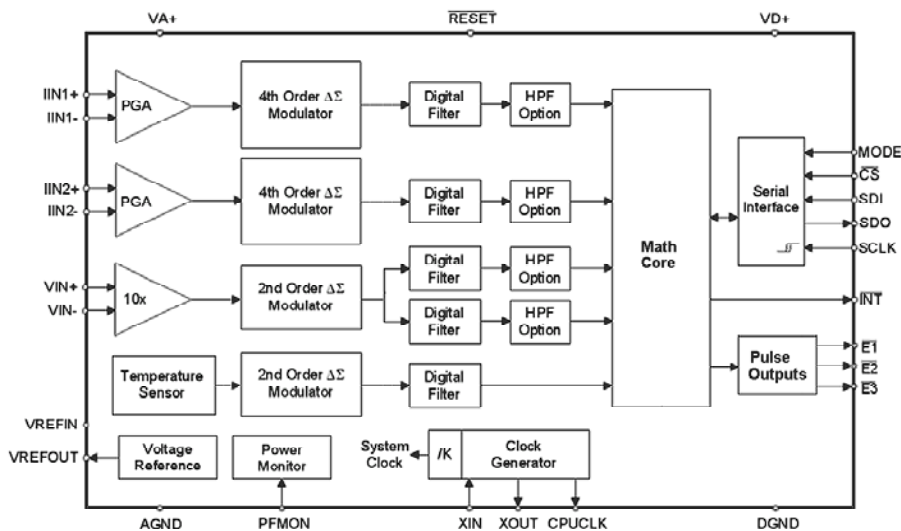 VA+ RESET VD+
IIN1+
IIN1-
PGA
4th Order ΔΣ
Modulator
Digital
Filter
HPF
Option
IIN2+
IIN2-
PGA
4th Order ΔΣ
Modulator
Digital
Filter
HPF
Option
VIN+
VIN-
10x
2nd Order ΔΣ
Modulator
Digital
Filter
HPF
Option
Digital
Filter
HPF
Option
Temperature
Sensor
2nd Order ΔΣ
Modulator
Digital
Filter
Math
Core
Serial
Interface
MODE
CS
SDI
SDO
SCLK
INT
Pulse
Outputs
E1
E2
E3
VREFIN
VREFOUT
Voltage
Reference
Power
Monitor
System
Clock
/K
Clock
Generator
AGND PFMON XIN XOUT CPUCLK DGND